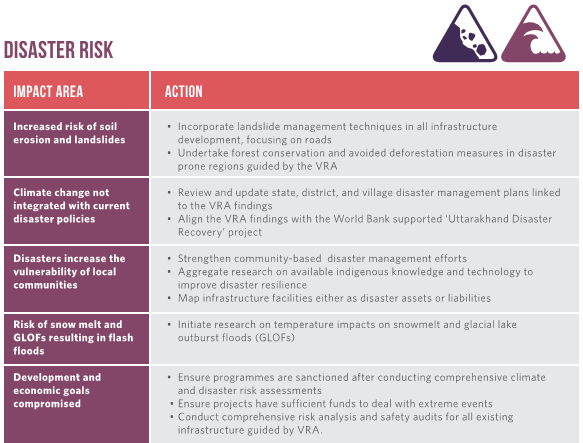 DISASTER RISK
IMPACT AREA
ACTION
Increased risk of soil
erosion and landslides
• Incorporate landslide management techniques in all infrastructure
development, focusing on roads
• Undertake forest conservation and avoided deforestation measures in disaster
prone regions guided by the VRA
Climate change not
integrated with current
disaster policies
• Review and update state, district, and village disaster management plans linked
to the VRA findings
• Align the VRA findings with the World Bank supported ‘Uttarakhand Disaster
Recovery’ project
Disasters increase the
vulnerability of local
communities
• Strengthen community-based disaster management efforts
• Aggregate research on available indigenous knowledge and technology to
improve disaster resilience
• Map infrastructure facilities either as disaster assets or liabilities
Risk of snow melt and
GLOFs resulting in flash
floods
• Initiate research on temperature impacts on snowmelt and glacial lake
outburst floods (GLOFs)
Development and
economic goals
compromised
• Ensure programmes are sanctioned after conducting comprehensive climate
and disaster risk assessments
• Ensure projects have sufficient funds to deal with extreme events
• Conduct comprehensive risk analysis and safety audits for all existing
infrastructure guided by VRA.